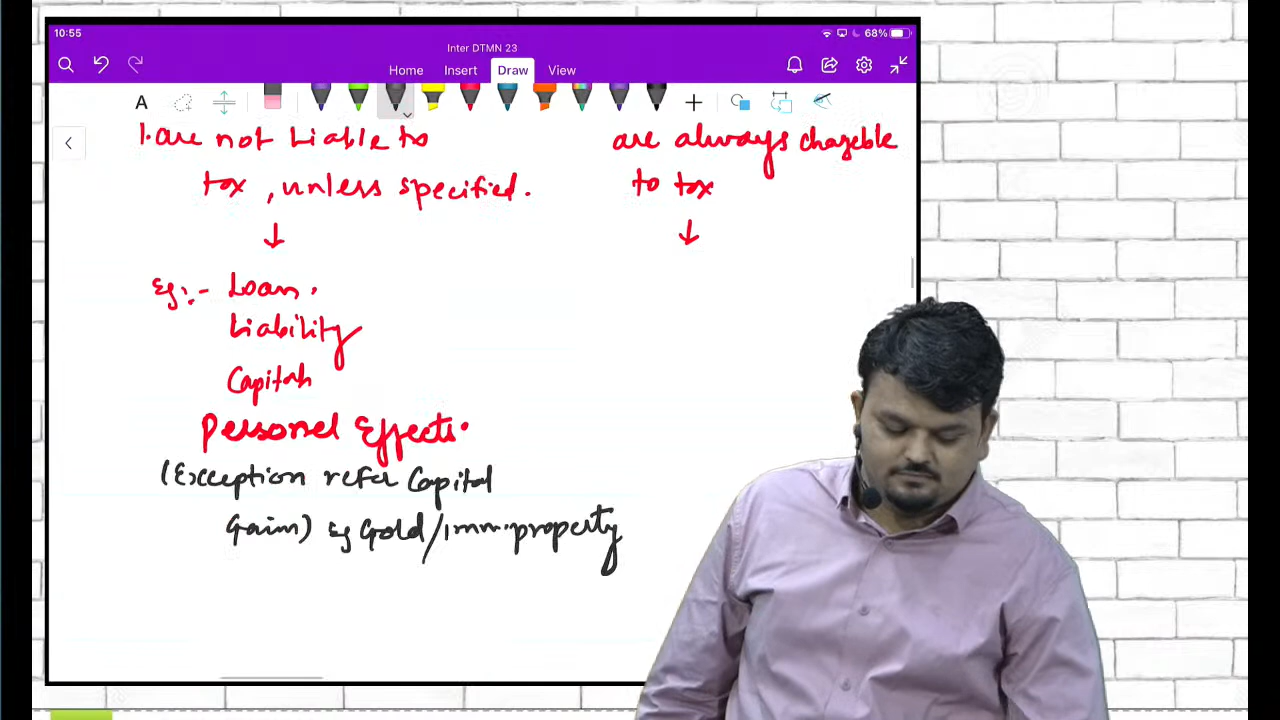 10:55
68%
Inter DTMN 23
Home Insert Draw View
A
1. are not liable to
tax, unless specified.
Eg:- Loan.
Liability
Capital
Personel Effects.
(Exception refer Capital
Gain) eg Gold/imm. property
are always chargeble
to tax